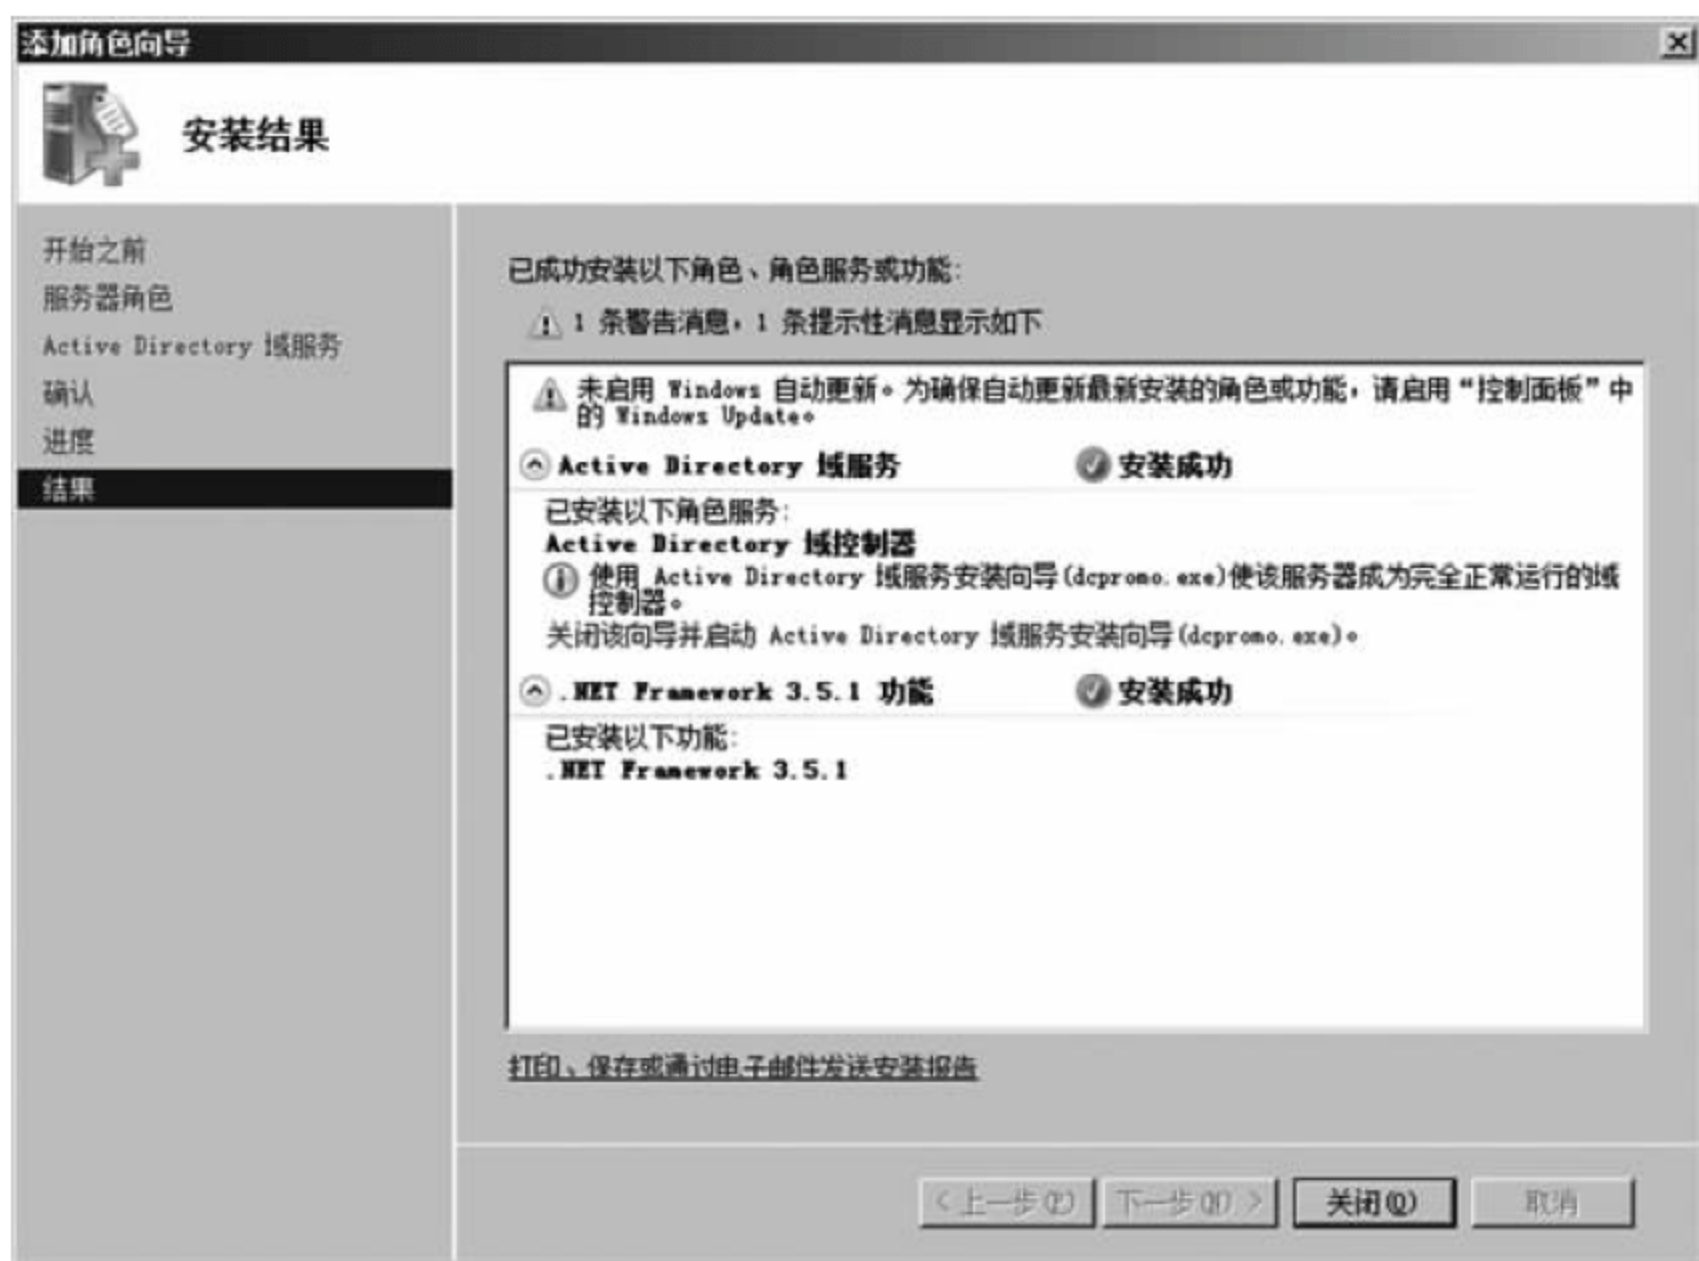 添加角色向导
安装结果
开始之前
服务器角色
Active Directory 域服务
确认
进度
结果
已成功安装以下角色、角色服务或功能:
1 条警告消息，1 条提示性消息显示如下
未启用 Windows 自动更新。为确保自动更新最新安装的角色或功能，请启用“控制面板”中
的 Windows Update。
Active Directory 域服务 安装成功
已安装以下角色服务:
Active Directory 域控制器
使用 Active Directory 域服务安装向导(dcpromo.exe)使该服务器成为完全正常运行的域
控制器。
关闭该向导并启动 Active Directory 域服务安装向导(dcpromo.exe)。
.NET Framework 3.5.1 功能 安装成功
已安装以下功能:
.NET Framework 3.5.1
打印、保存或通过电子邮件发送安装报告
< 上一步(P) 下一步(N) > 关闭(O) 取消